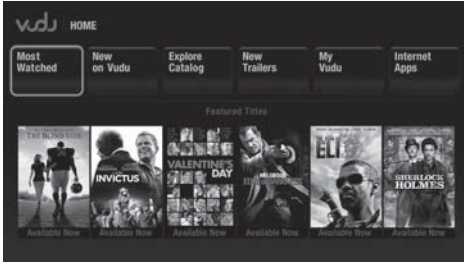 vudu HOME
Most Watched
New on Vudu
Explore Catalog
New Trailers
My Vudu
Internet Apps
Featured Titles
THE BLIND SIDE
INVICTUS
VALENTINE'S DAY
MEL GIBSON
ELI
SHERLOCK HOLMES
Available Now
Available Now
Available Now
Available Now
Available Now
Available Now